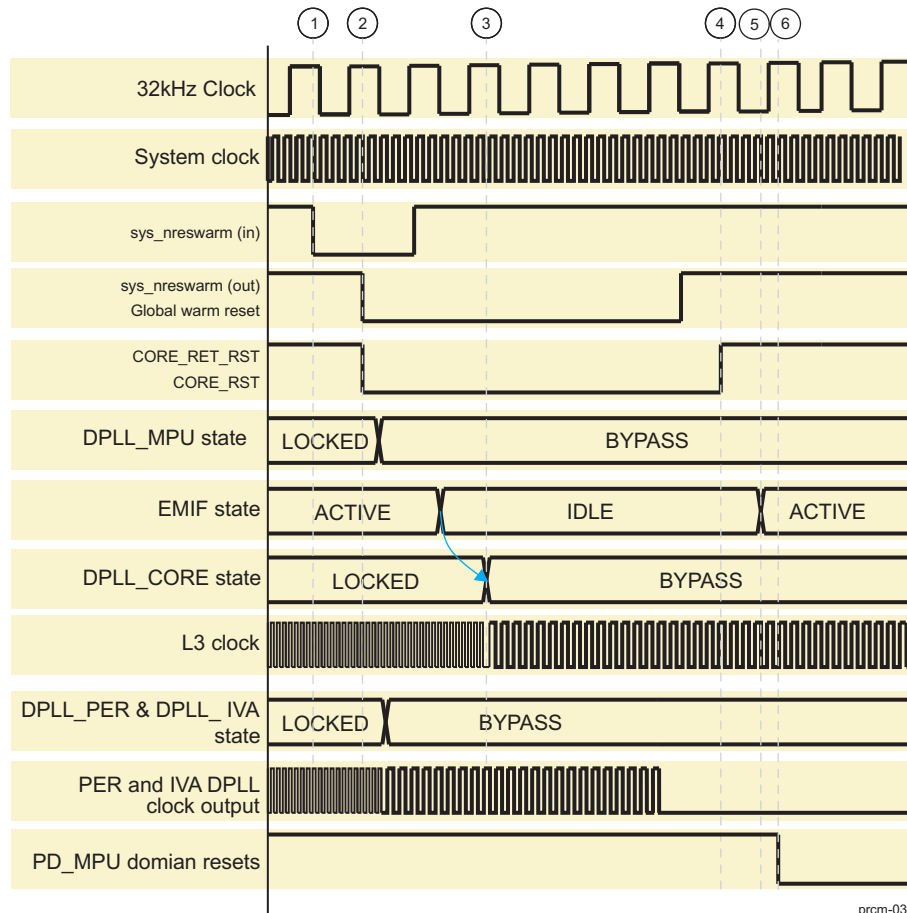 1 2 3 4 5 6
32kHz Clock
System clock
sys_nreswarm (in)
sys_nreswarm (out)
Global warm reset
CORE_RET_RST
CORE_RST
DPLL_MPU state
LOCKED BYPASS
EMIF state
ACTIVE IDLE ACTIVE
DPLL_CORE state
LOCKED BYPASS
L3 clock
DPLL_PER & DPLL_ IVA
state
LOCKED BYPASS
PER and IVA DPLL
clock output
PD_MPU domian resets
prcm-03